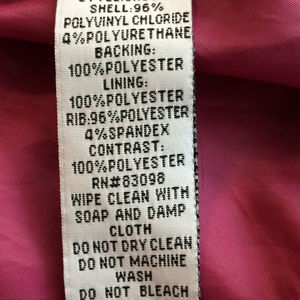 SHELL:96%
POLYVINYL CHLORIDE
4%POLYURETHANE
BACKING:
100%POLYESTER
LINING:
100%POLYESTER
RIB:96%POLYESTER
4%SPANDEX
CONTRAST:
100%POLYESTER
RN#83098
WIPE CLEAN WITH
SOAP AND DAMP
CLOTH
DO NOT DRY CLEAN
DO NOT MACHINE
WASH
DO NOT BLEACH